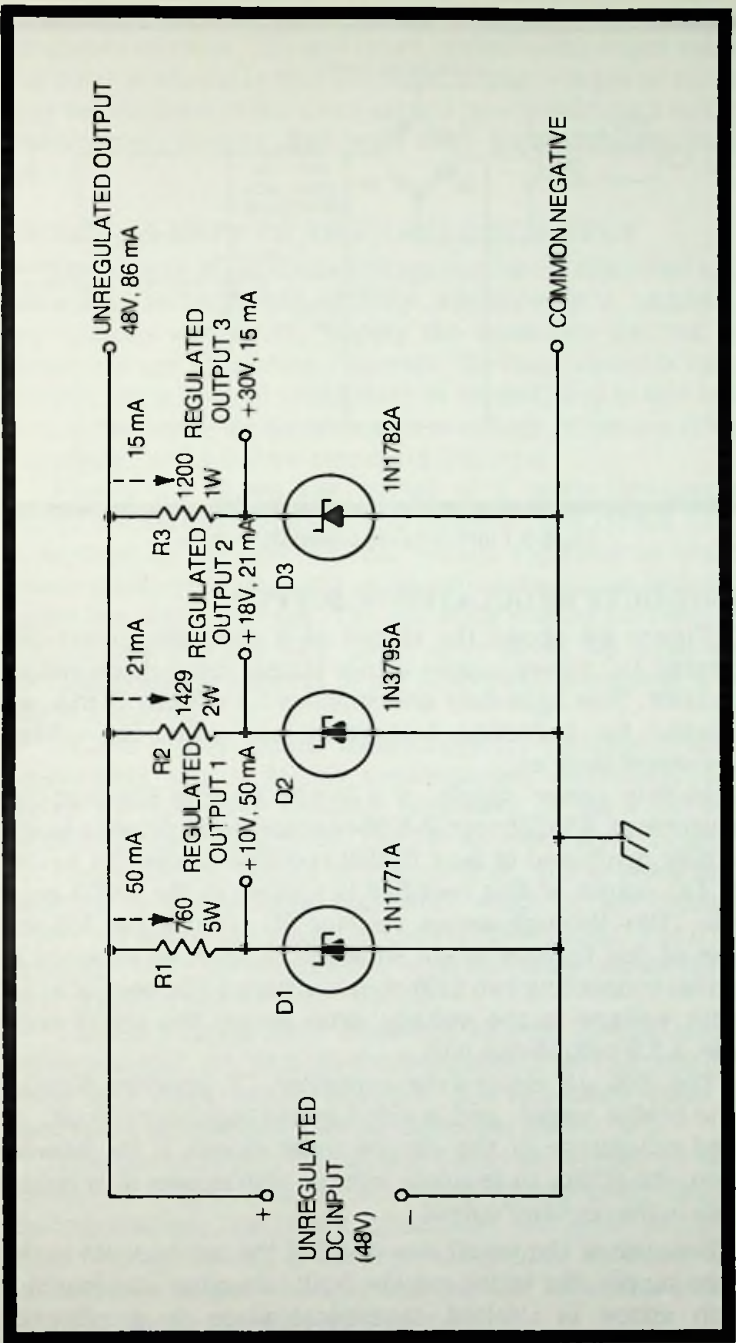 UNREGULATED OUTPUT
48V, 86 mA
50 mA
21mA
15 mA
R1
760
5W
R2
1429
2W
R3
1200
1W
REGULATED
OUTPUT 1
+10V, 50 mA
REGULATED
OUTPUT 2
+18V, 21 mA
REGULATED
OUTPUT 3
+30V, 15 mA
+
UNREGULATED
DC INPUT
(48V)
−
D1
1N1771A
D2
1N3795A
D3
1N1782A
COMMON NEGATIVE